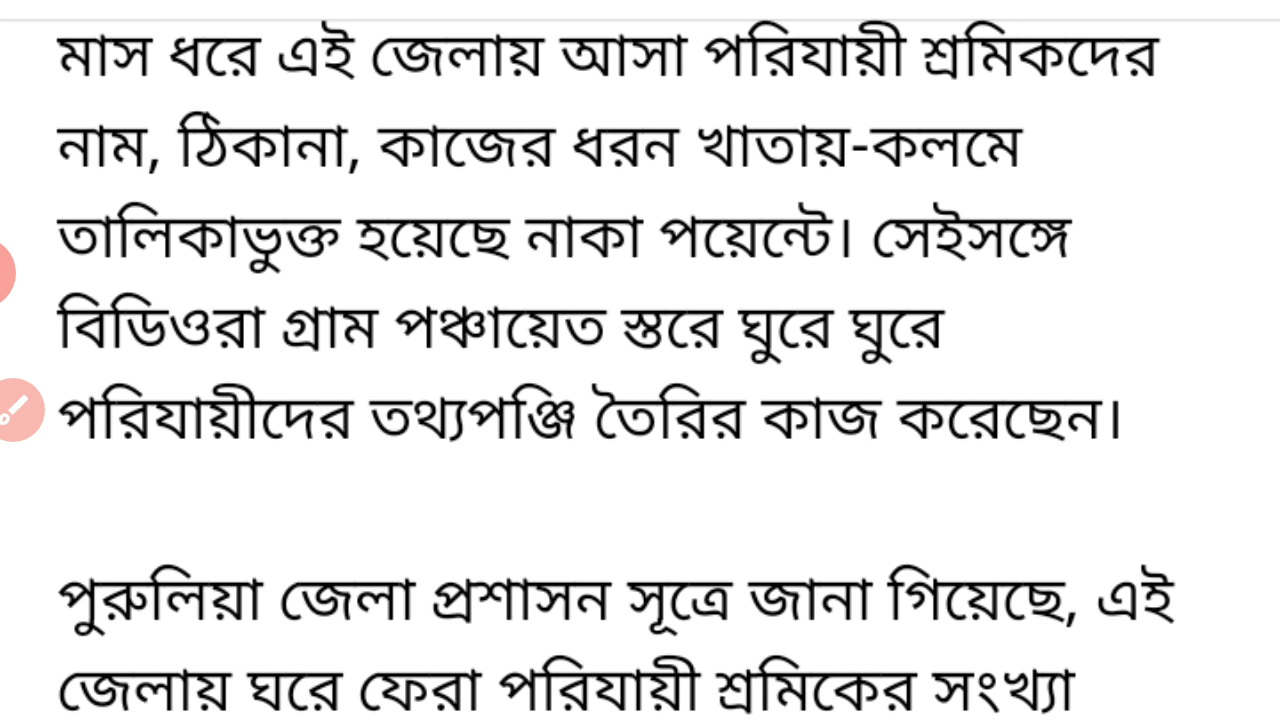 মাস ধরে এই জেলায় আসা পরিযায়ী শ্রমিকদের
নাম, ঠিকানা, কাজের ধরন খাতায়-কলমে
তালিকাভুক্ত হয়েছে নাকা পয়েন্টে। সেইসঙ্গে
বিডিওরা গ্রাম পঞ্চায়েত স্তরে ঘুরে ঘুরে
পরিযায়ীদের তথ্যপঞ্জি তৈরির কাজ করেছেন।
পুরুলিয়া জেলা প্রশাসন সূত্রে জানা গিয়েছে, এই
জেলায় ঘরে ফেরা পরিযায়ী শ্রমিকের সংখ্যা